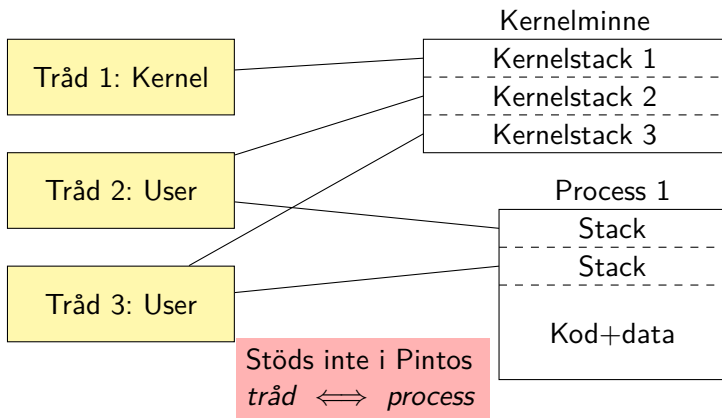 Kernelminne
Tråd 1: Kernel
Kernelstack 1
Kernelstack 2
Kernelstack 3
Tråd 2: User
Process 1
Stack
Stack
Tråd 3: User
Kod+data
Stöds inte i Pintos
tråd ⟺ process